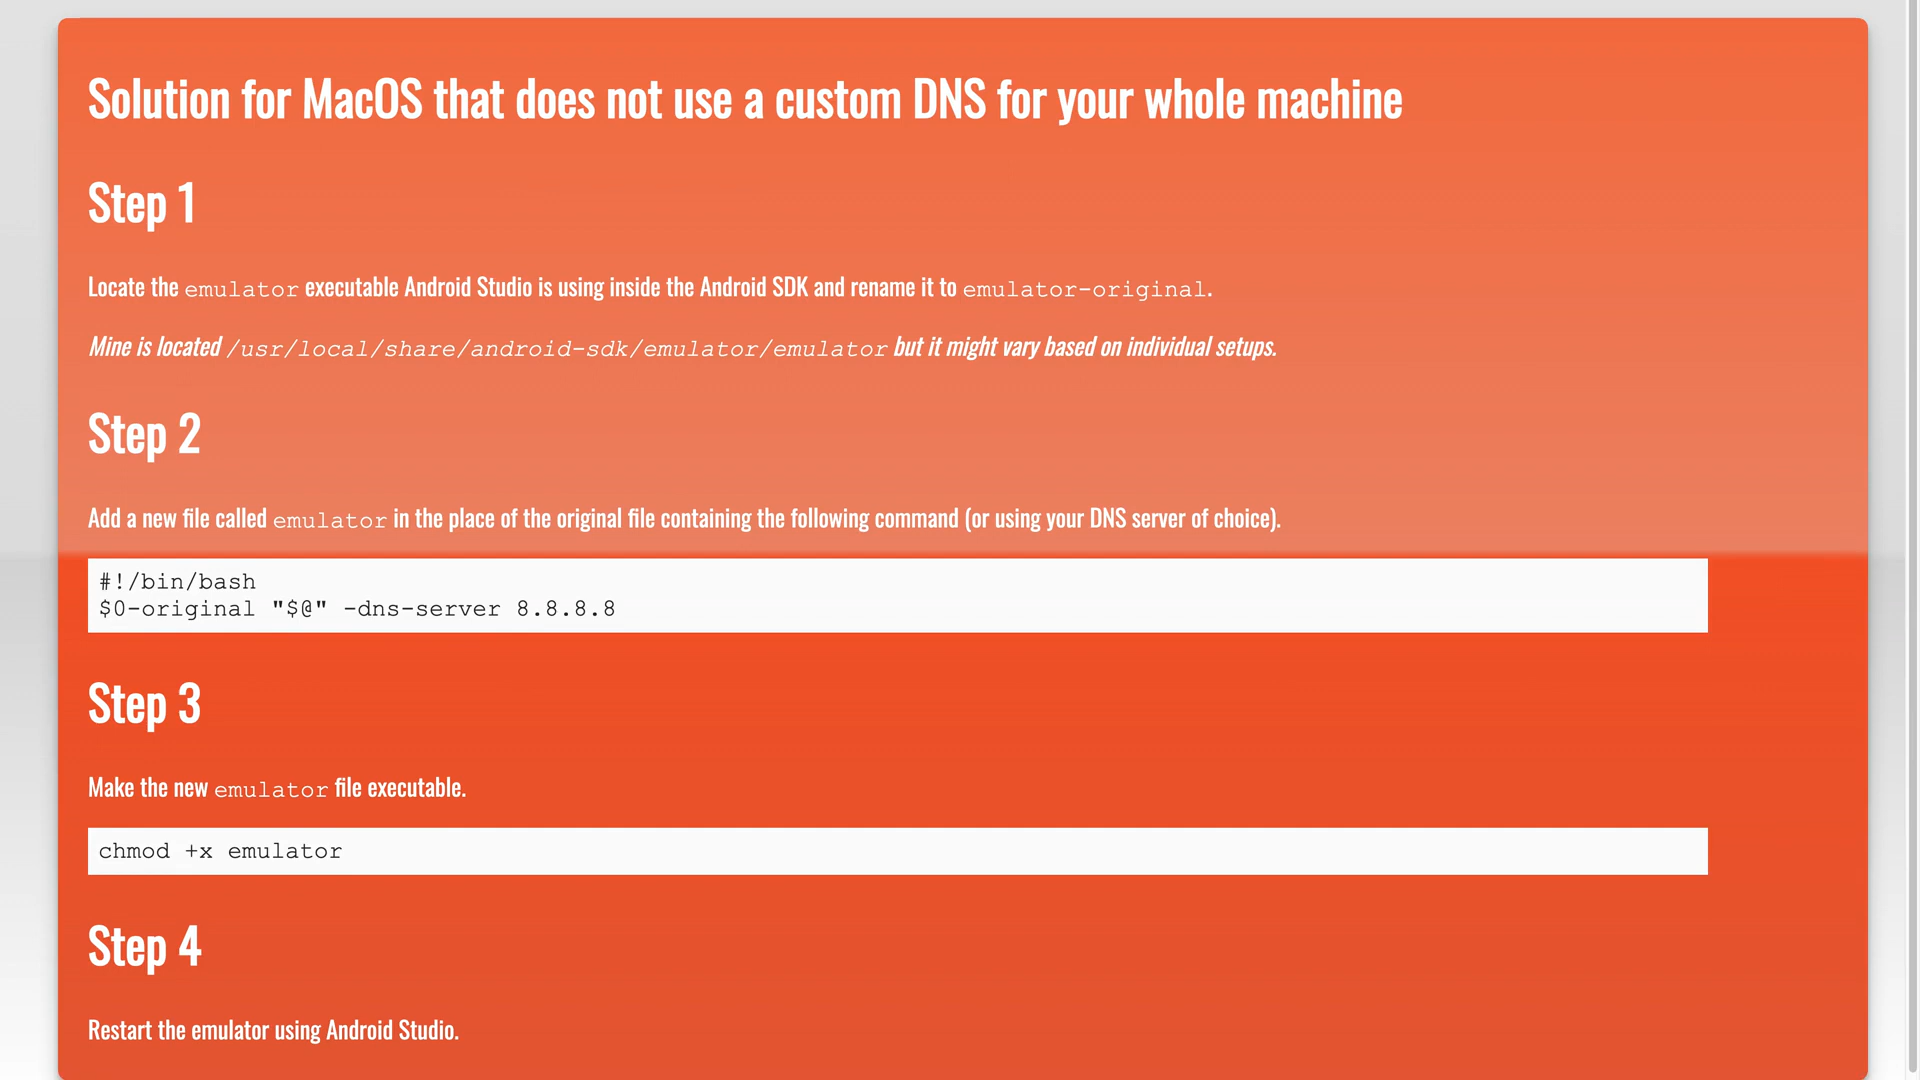 Solution for MacOS that does not use a custom DNS for your whole machine
Step 1
Locate the emulator executable Android Studio is using inside the Android SDK and rename it to emulator-original.
Mine is located /usr/local/share/android-sdk/emulator/emulator but it might vary based on individual setups.
Step 2
Add a new file called emulator in the place of the original file containing the following command (or using your DNS server of choice).
#!/bin/bash
$0-original "$@" -dns-server 8.8.8.8
Step 3
Make the new emulator file executable.
chmod +x emulator
Step 4
Restart the emulator using Android Studio.